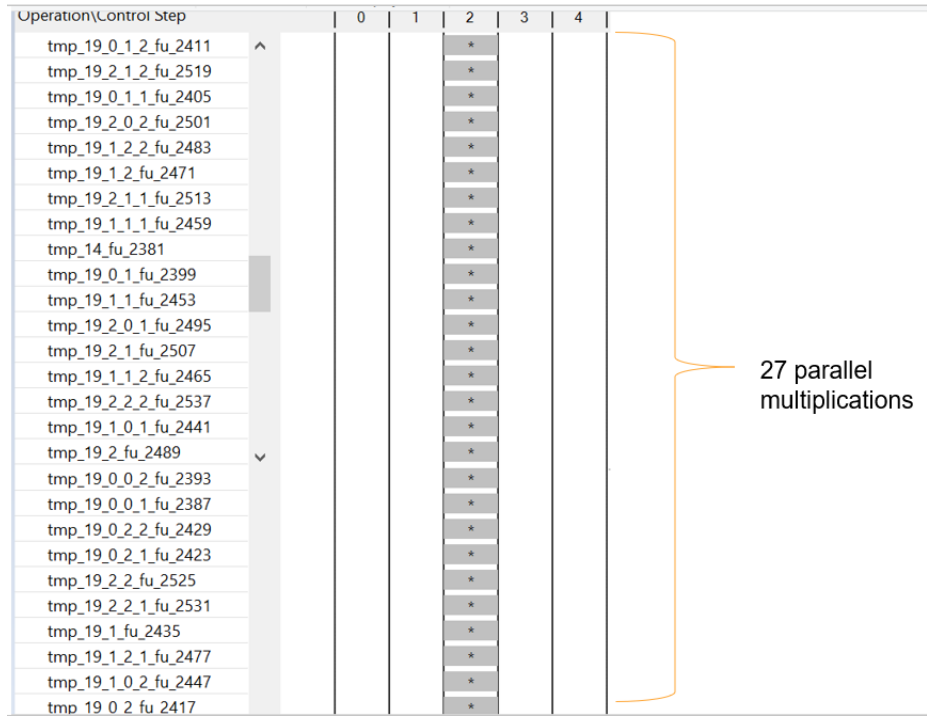 Operation\Control Step 0 1 2 3 4
tmp_19_0_1_2_fu_2411 *
tmp_19_2_1_2_fu_2519 *
tmp_19_0_1_1_fu_2405 *
tmp_19_2_0_2_fu_2501 *
tmp_19_1_2_2_fu_2483 *
tmp_19_1_2_fu_2471 *
tmp_19_2_1_1_fu_2513 *
tmp_19_1_1_1_fu_2459 *
tmp_14_fu_2381 *
tmp_19_0_1_fu_2399 *
tmp_19_1_1_fu_2453 *
tmp_19_2_0_1_fu_2495 *
tmp_19_2_1_fu_2507 *
tmp_19_1_1_2_fu_2465 *
tmp_19_2_2_2_fu_2537 *
tmp_19_1_0_1_fu_2441 *
tmp_19_2_fu_2489 *
tmp_19_0_0_2_fu_2393 *
tmp_19_0_0_1_fu_2387 *
tmp_19_0_2_2_fu_2429 *
tmp_19_0_2_1_fu_2423 *
tmp_19_2_2_fu_2525 *
tmp_19_2_2_1_fu_2531 *
tmp_19_1_fu_2435 *
tmp_19_1_2_1_fu_2477 *
tmp_19_1_0_2_fu_2447 *
tmp_19_0_2_fu_2417 *
27 parallel
multiplications